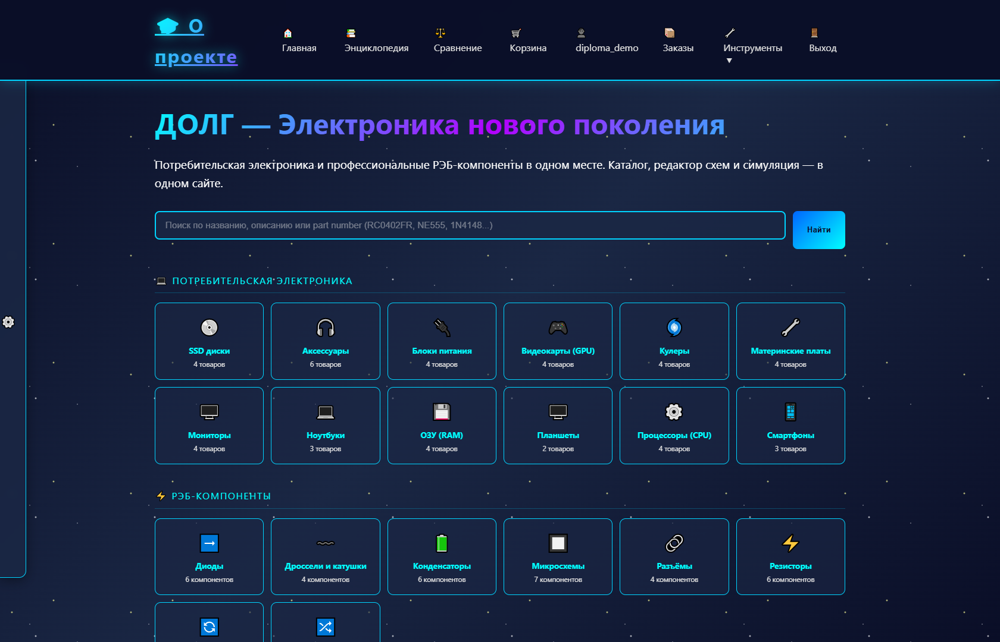 О
проекте
Главная
Энциклопедия
Сравнение
Корзина
diploma_demo
Заказы
Инструменты
▼
Выход
ДОЛГ — Электроника нового поколения
Потребительская электроника и профессиональные РЭБ-компоненты в одном месте. Каталог, редактор схем и симуляция — в
одном сайте.
Поиск по названию, описанию или part number (RC0402FR, NE555, 1N4148...)
Найти
ПОТРЕБИТЕЛЬСКАЯ ЭЛЕКТРОНИКА
SSD диски
4 товаров
Аксессуары
6 товаров
Блоки питания
4 товаров
Видеокарты (GPU)
4 товаров
Кулеры
4 товаров
Материнские платы
4 товаров
Мониторы
4 товаров
Ноутбуки
3 товаров
ОЗУ (RAM)
4 товаров
Планшеты
2 товаров
Процессоры (CPU)
4 товаров
Смартфоны
3 товаров
РЭБ-КОМПОНЕНТЫ
Диоды
6 компонентов
Дроссели и катушки
4 компонентов
Конденсаторы
6 компонентов
Микросхемы
7 компонентов
Разъёмы
4 компонентов
Резисторы
6 компонентов